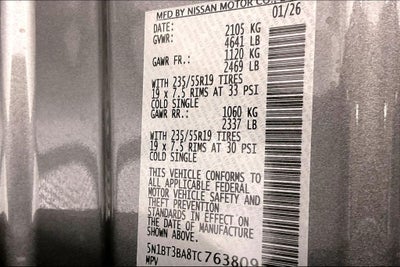 MFD BY NISSAN MOTOR CO.
DATE: 01/26
GVWR: 2105 KG
4641 LB
GAWR FR.: 1120 KG
2469 LB
WITH 235/55R19 TIRES
19 x 7.5 RIMS AT 33 PSI
COLD SINGLE
GAWR RR.: 1060 KG
2337 LB
WITH 235/55R19 TIRES
19 x 7.5 RIMS AT 30 PSI
COLD SINGLE
THIS VEHICLE CONFORMS TO
ALL APPLICABLE FEDERAL
MOTOR VEHICLE SAFETY AND
THEFT PREVENTION
STANDARDS IN EFFECT ON
THE DATE OF MANUFACTURE
SHOWN ABOVE.
5N1BT3BA8TC763809
MPV